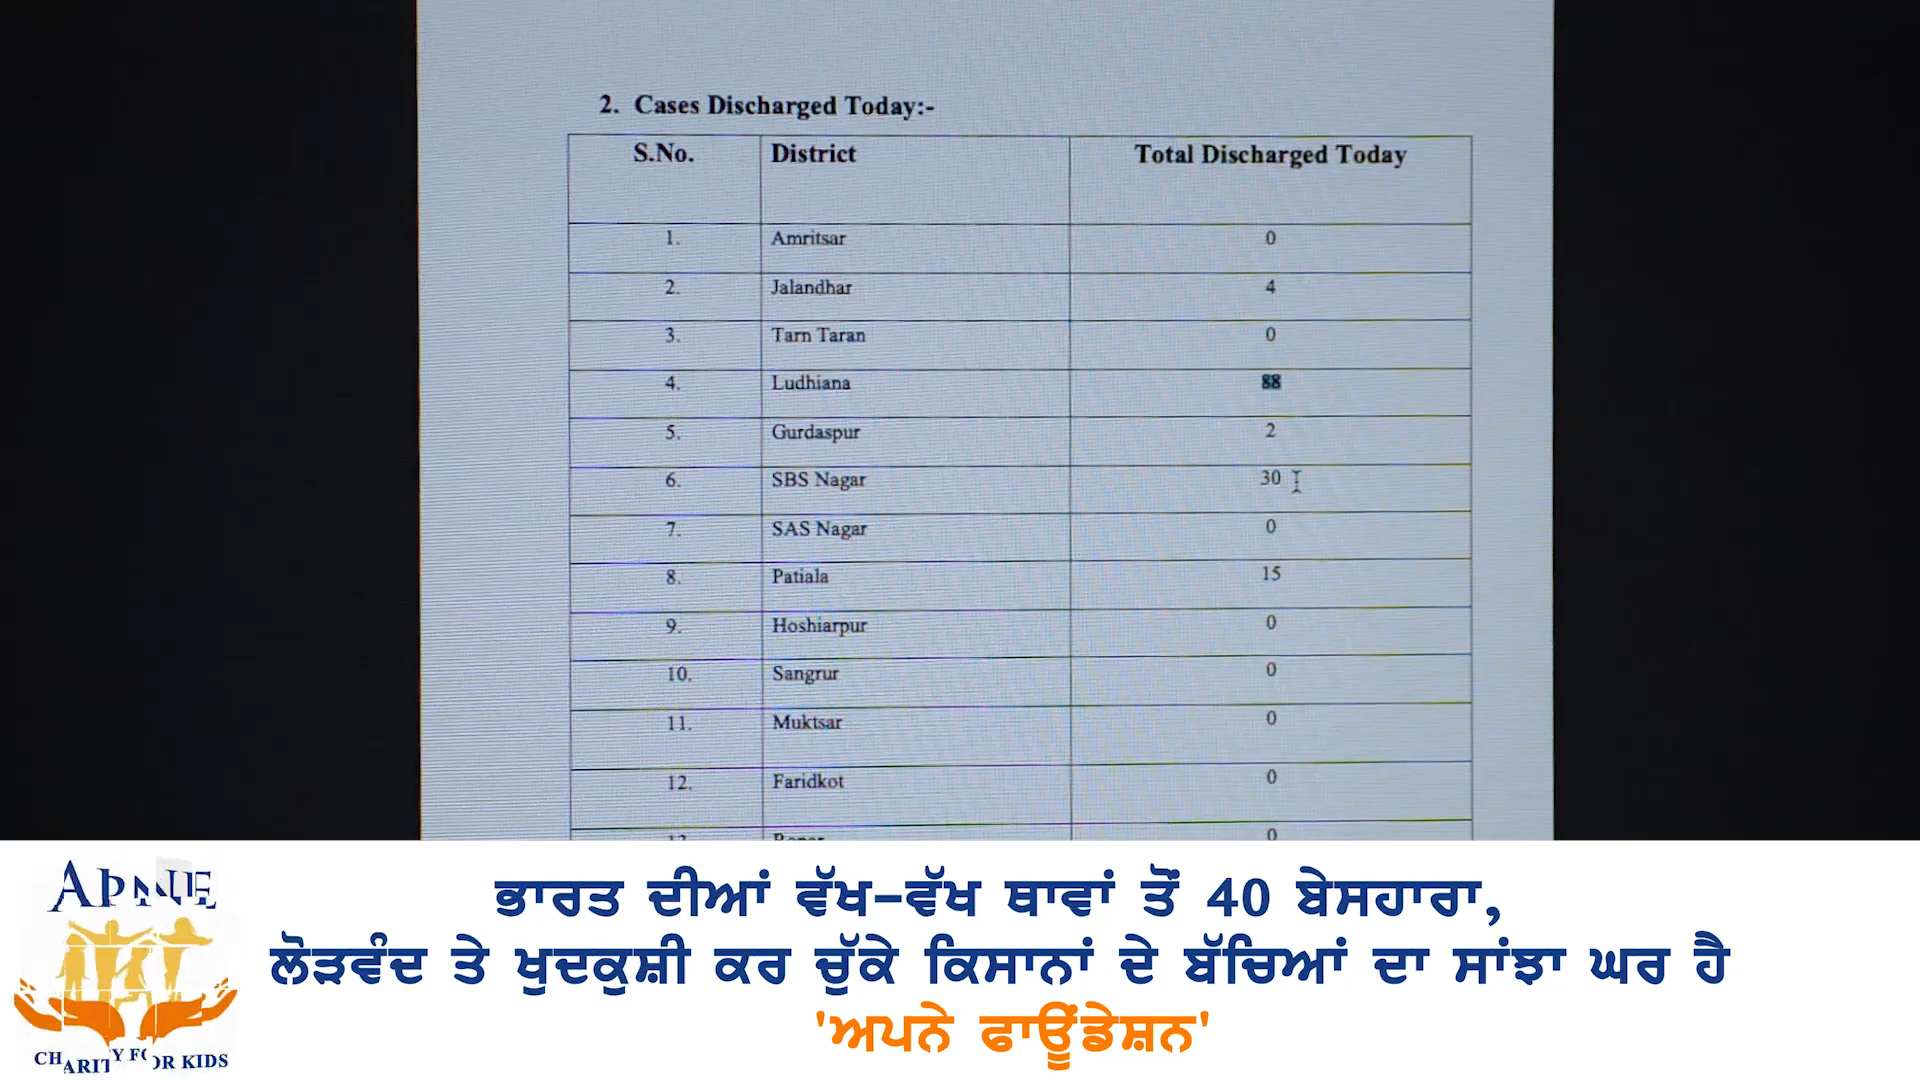 2. Cases Discharged Today:-
S.No. District Total Discharged Today
1. Amritsar 0
2. Jalandhar 4
3. Tarn Taran 0
4. Ludhiana 88
5. Gurdaspur 2
6. SBS Nagar 30
7. SAS Nagar 0
8. Patiala 15
9. Hoshiarpur 0
10. Sangrur 0
11. Muktsar 0
12. Faridkot 0
0
APNE
CHARITY FOR KIDS
ਭਾਰਤ ਦੀਆਂ ਵੱਖ-ਵੱਖ ਥਾਵਾਂ ਤੋਂ 40 ਬੇਸਹਾਰਾ,
ਲੋੜਵੰਦ ਤੇ ਖੁਦਕੁਸ਼ੀ ਕਰ ਚੁੱਕੇ ਕਿਸਾਨਾਂ ਦੇ ਬੱਚਿਆਂ ਦਾ ਸਾਂਝਾ ਘਰ ਹੈ
'ਅਪਨੇ ਫਾਊਂਡੇਸ਼ਨ'